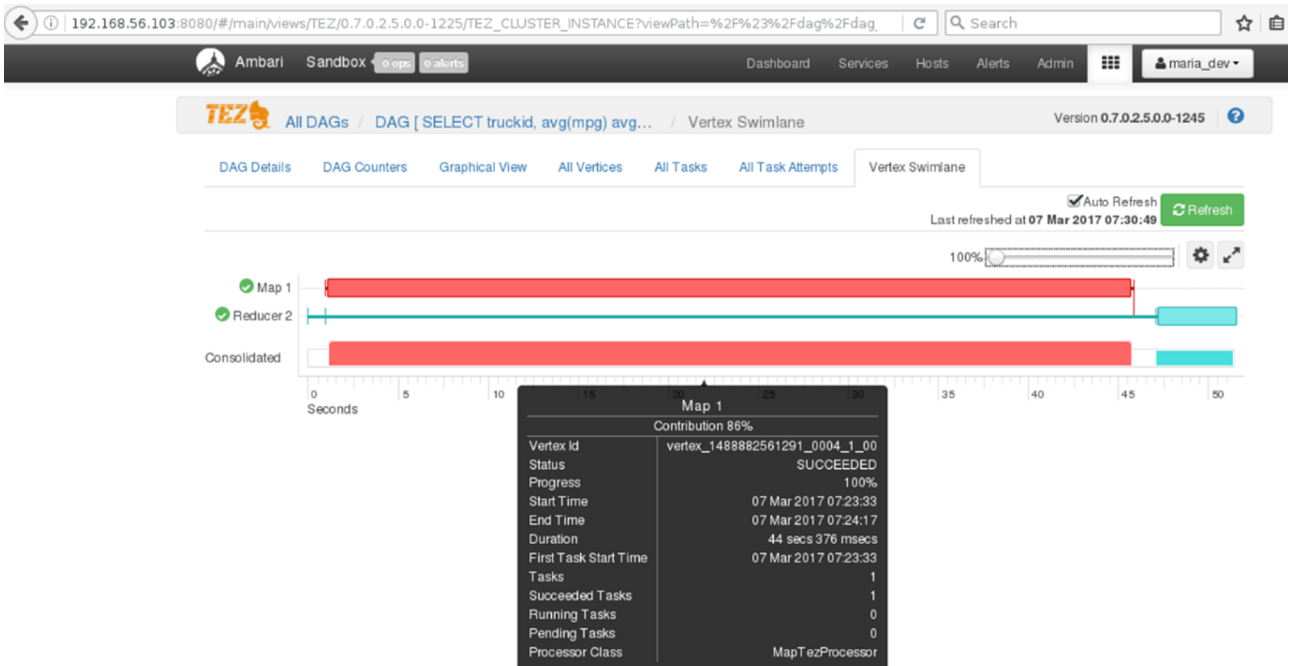 192.168.56.103:8080/#/main/views/TEZ/0.7.0.2.5.0.0-1225/TEZ_CLUSTER_INSTANCE?viewPath=%2F%23%2Fdag%2Fdag_ Search
Ambari Sandbox 0 ops 0 alerts Dashboard Services Hosts Alerts Admin maria_dev
TEZ All DAGs / DAG [ SELECT truckid, avg(mpg) avg... / Vertex Swimlane Version 0.7.0.2.5.0.0-1245 ?
DAG Details DAG Counters Graphical View All Vertices All Tasks All Task Attempts Vertex Swimlane
Auto Refresh
Last refreshed at 07 Mar 2017 07:30:49
Refresh
100%
Map 1
Reducer 2
Consolidated
0 5 10 15 20 25 30 35 40 45 50
Seconds
Map 1
Contribution 86%
Vertex Id vertex_1488882561291_0004_1_00
Status SUCCEEDED
Progress 100%
Start Time 07 Mar 2017 07:23:33
End Time 07 Mar 2017 07:24:17
Duration 44 secs 376 msecs
First Task Start Time 07 Mar 2017 07:23:33
Tasks 1
Succeeded Tasks 1
Running Tasks 0
Pending Tasks 0
Processor Class MapTezProcessor